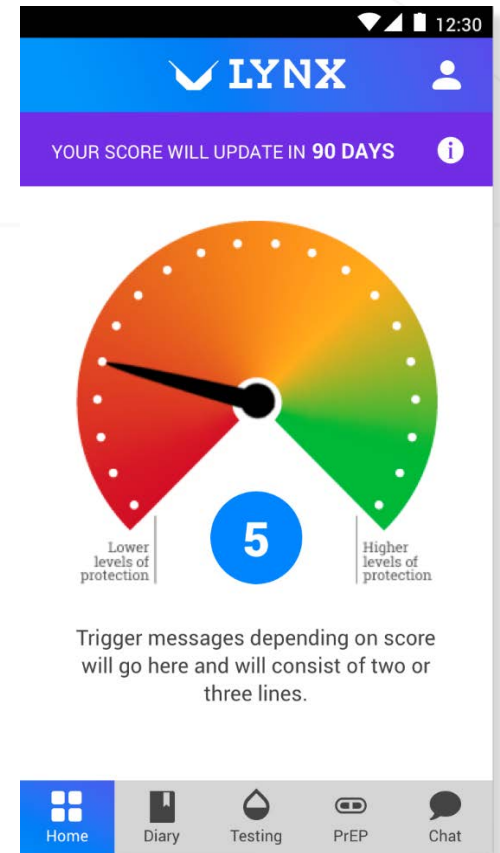 12:30
LYNX
YOUR SCORE WILL UPDATE IN 90 DAYS
i
5
Lower
levels of
protection
Higher
levels of
protection
Trigger messages depending on score
will go here and will consist of two or
three lines.
Home Diary Testing PrEP Chat